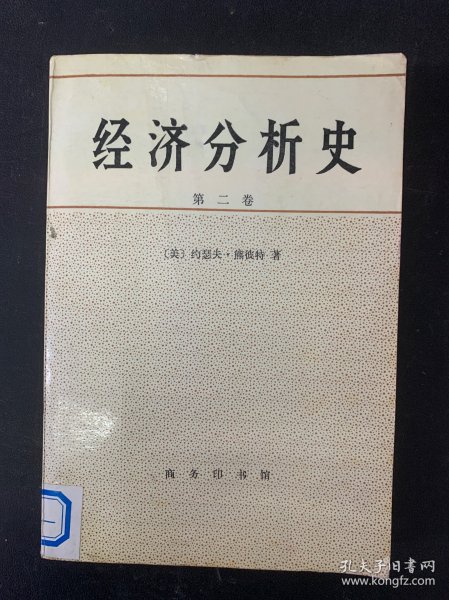 经济分析史
第二卷
〔美〕约瑟夫·熊彼特 著
商务印书馆
一
孔夫子旧书网
www.kongfz.com